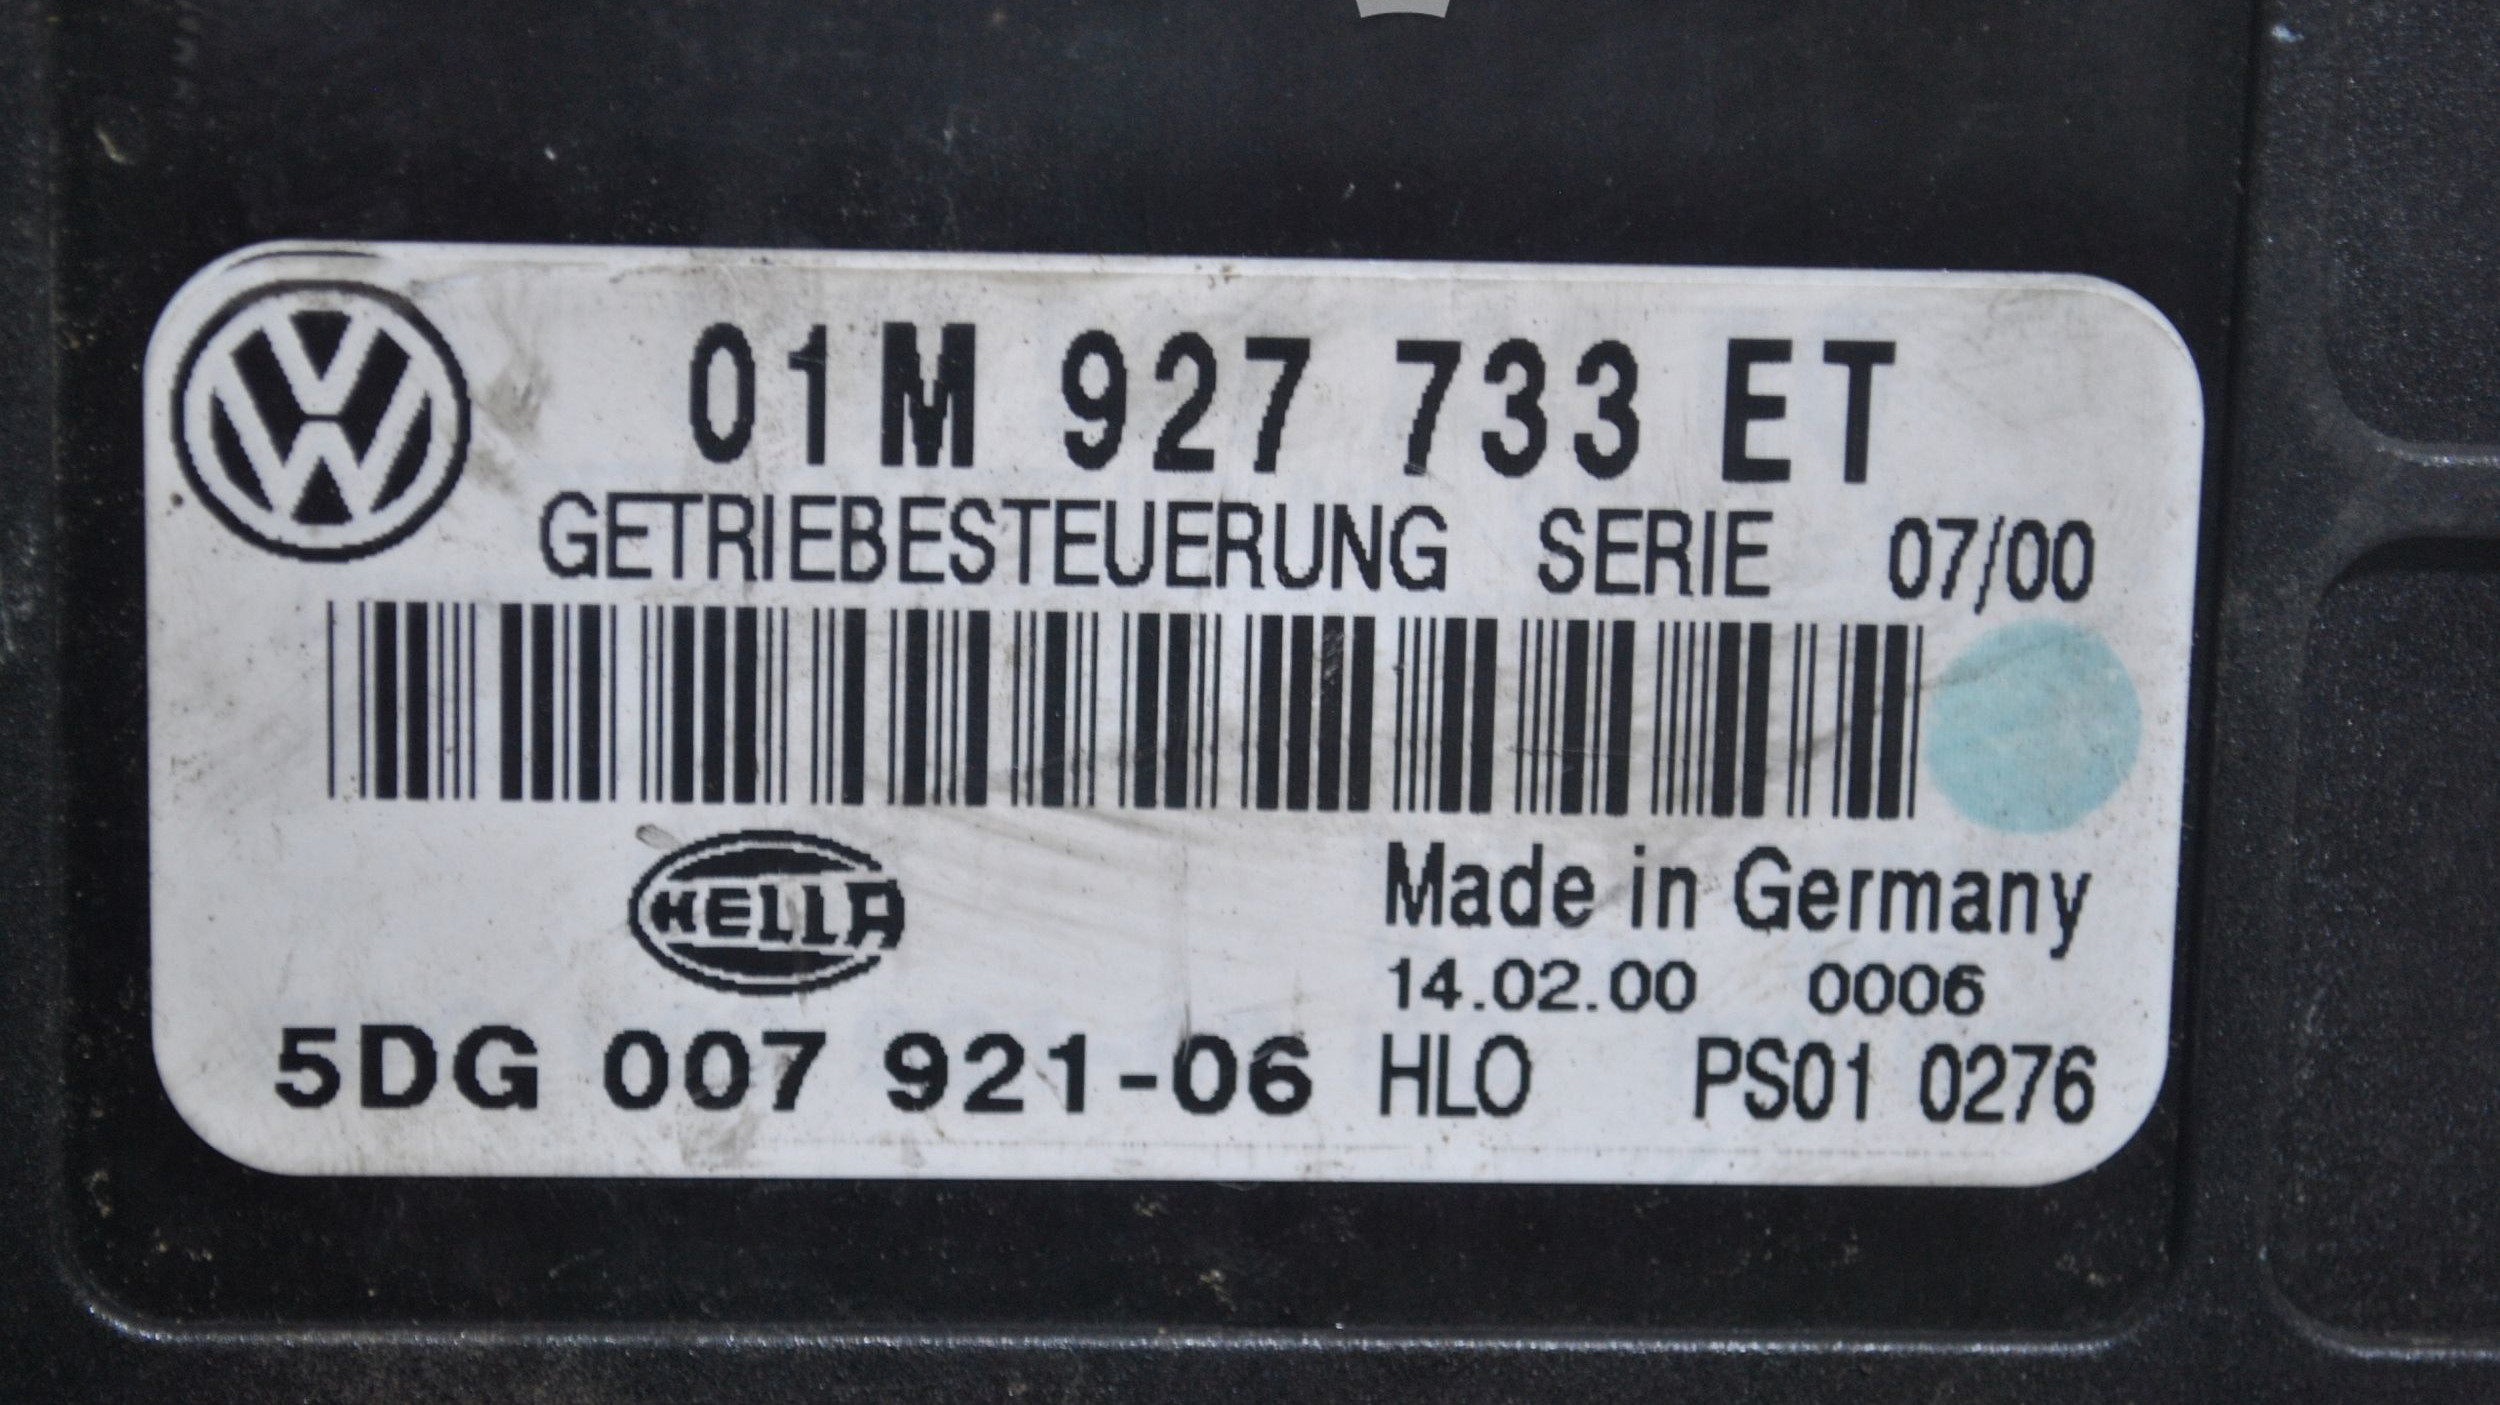 01M 927 733 ET
GETRIEBESTEUERUNG SERIE 07/00
HELLA
Made in Germany
14.02.00 0006
5DG 007 921-06 HLO PS01 0276